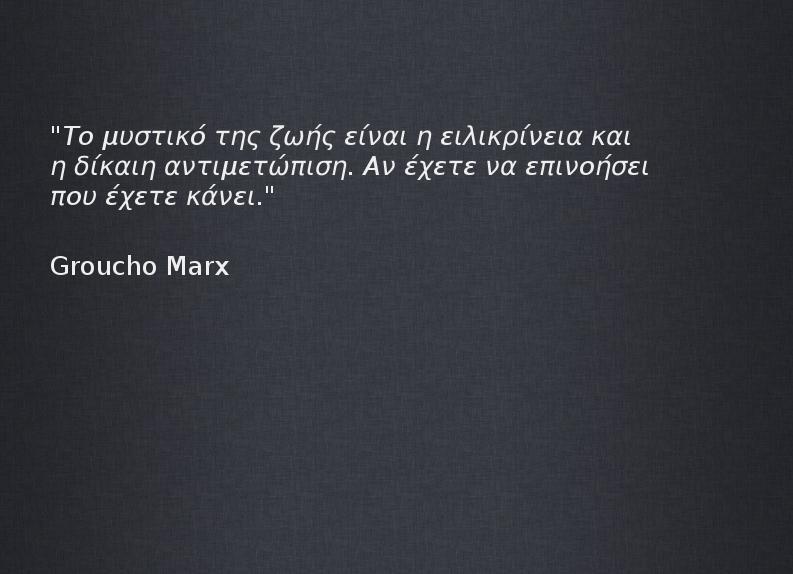 "Το μυστικό της ζωής είναι η ειλικρίνεια και
η δίκαιη αντιμετώπιση. Αν έχετε να επινοήσει
που έχετε κάνει."
Groucho Marx